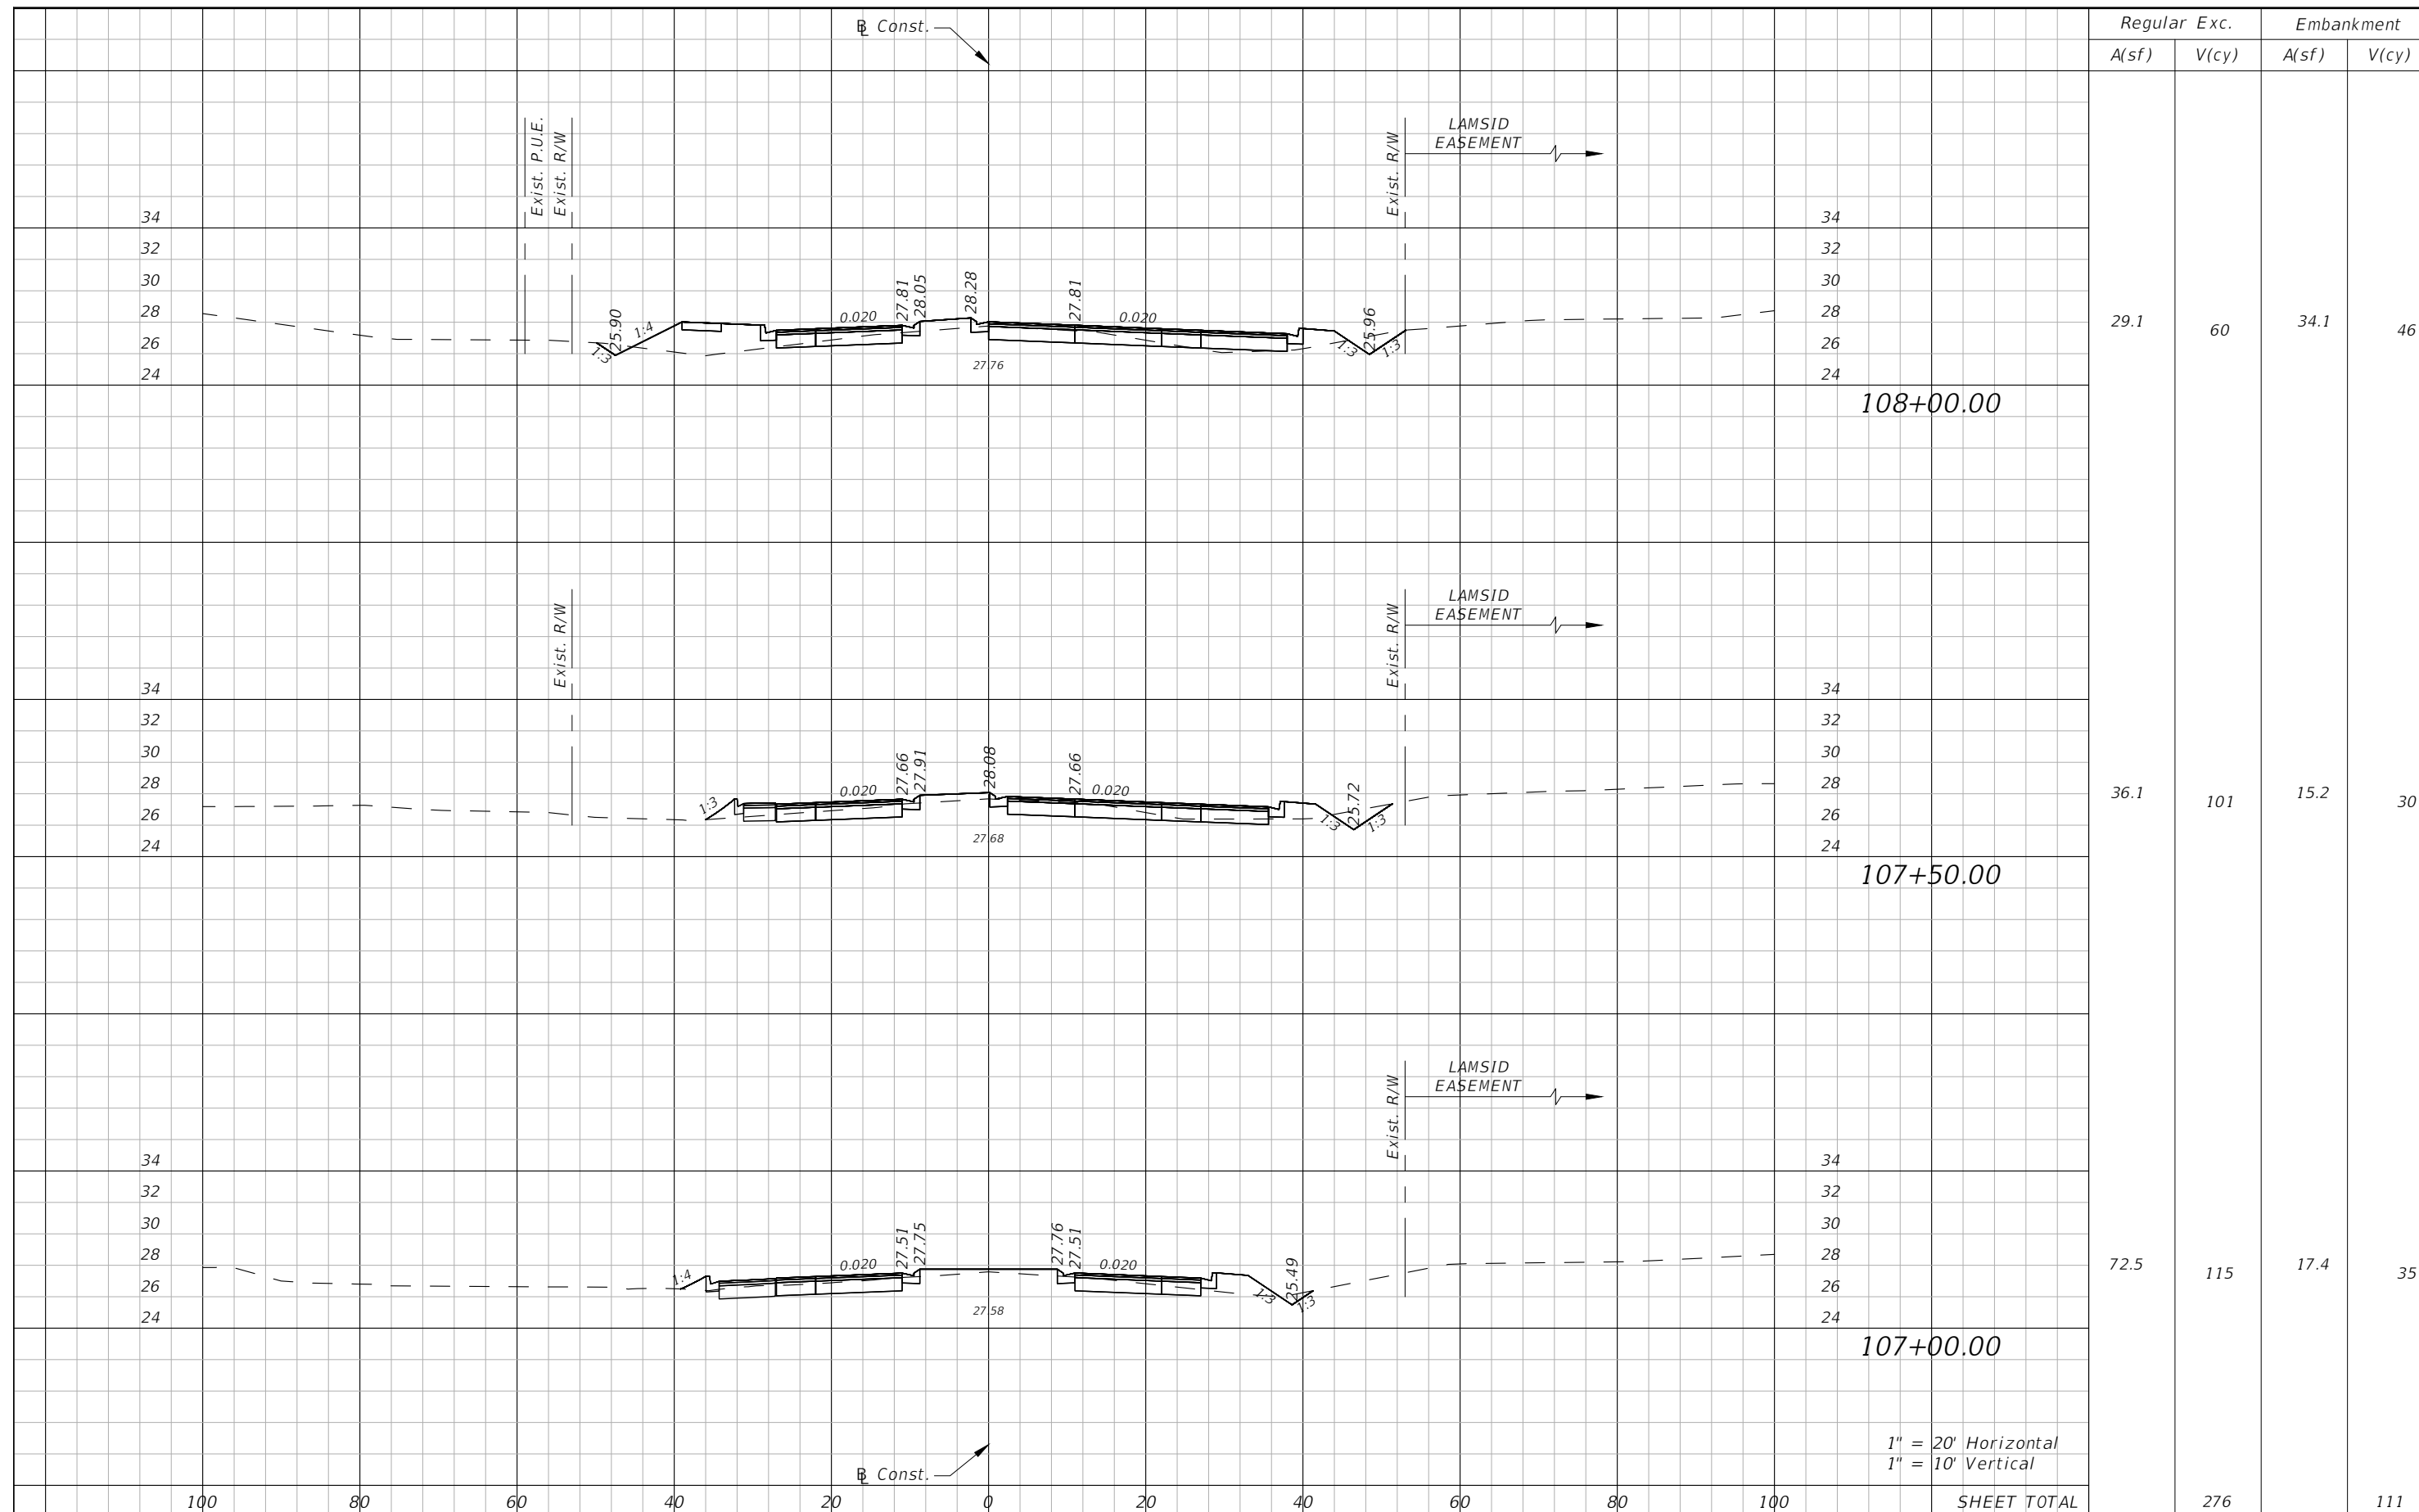 Regular Exc. Embankment
A(sf) V(cy) A(sf) V(cy)
BL Const.
Exist. P.U.E.
Exist. R/W
Exist. R/W
LAMSID
EASEMENT
34 34
32 32
30 30
28 28
26 26
24 24
25.90
1:3
1:4
0.020
27.81
28.05
28.28
27.81
0.020
1:3
25.96
1:3
27.76
29.1 60 34.1 46
108+00.00
Exist. R/W
Exist. R/W
LAMSID
EASEMENT
34 34
32 32
30 30
28 28
26 26
24 24
1:3
0.020
27.66
27.91
28.08
27.66
0.020
1:3
25.72
1:3
27.68
36.1 101 15.2 30
107+50.00
Exist. R/W
LAMSID
EASEMENT
34 34
32 32
30 30
28 28
26 26
24 24
1:4
0.020
27.51
27.75
27.76
27.51
0.020
1:3
25.49
1:3
27.58
72.5 115 17.4 35
107+00.00
1" = 20' Horizontal
1" = 10' Vertical
BL Const.
100 80 60 40 20 0 20 40 60 80 100 SHEET TOTAL 276 111